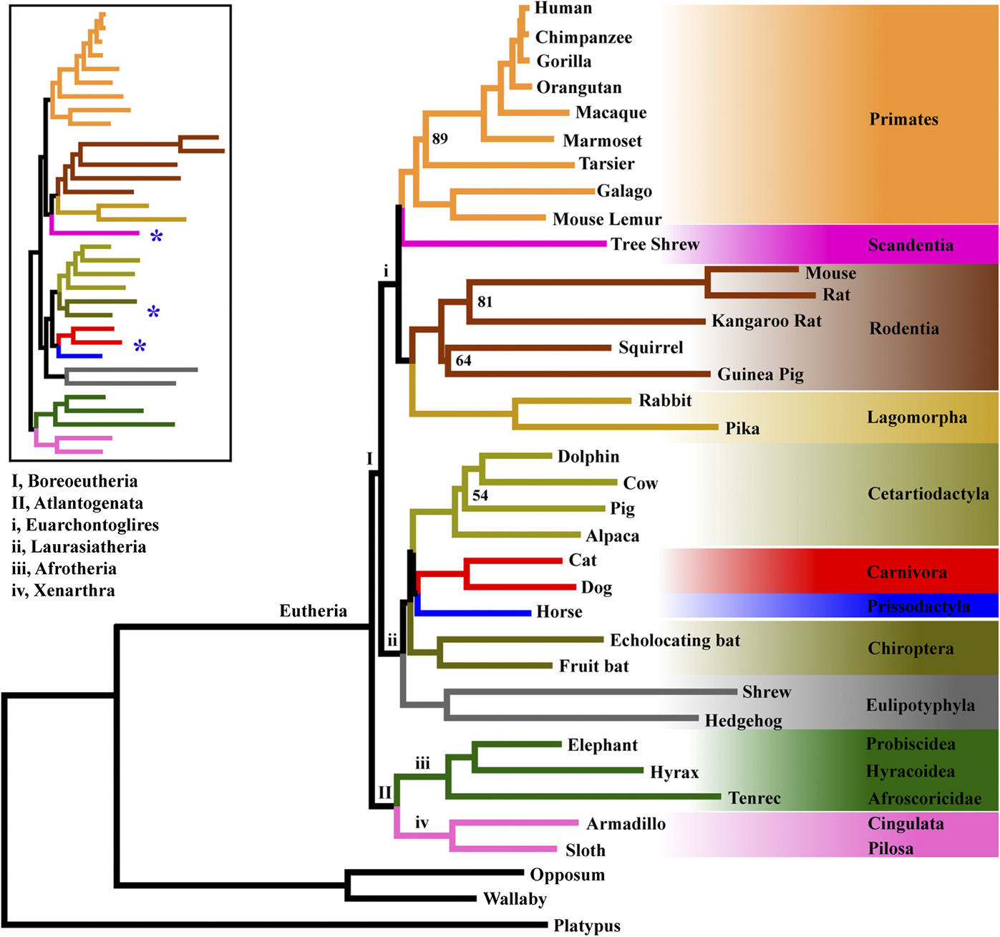 Human
Chimpanzee
Gorilla
Orangutan
Macaque
Primates
89
Marmoset
Tarsier
Galago
Mouse Lemur
*
Tree Shrew
Scandentia
i
Mouse
Rat
81
Kangaroo Rat
Rodentia
*
Squirrel
*
64
Guinea Pig
Rabbit
Lagomorpha
Pika
I
Dolphin
I, Boreoeutheria
Cow
54
Cetartiodactyla
II, Atlantogenata
Pig
i, Euarchontoglires
Alpaca
ii, Laurasiatheria
Cat
iii, Afrotheria
Carnivora
iv, Xenarthra
Dog
Eutheria
Horse
Prissodactyla
ii
Echolocating bat
Chiroptera
Fruit bat
Shrew
Eulipotyphyla
Hedgehog
Elephant
Probiscidea
iii
Hyrax
Hyracoidea
II
Tenrec
Afroscoricidae
iv
Armadillo
Cingulata
Sloth
Pilosa
Opposum
Wallaby
Platypus